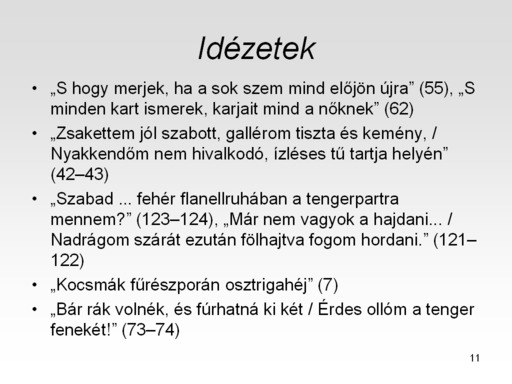 Idézetek
• „S hogy merjek, ha a sok szem mind előjön újra” (55), „S
minden kart ismerek, karjait mind a nőknek” (62)
• „Zsakettem jól szabott, gallérom tiszta és kemény, /
Nyakkendőm nem hivalkodó, ízléses tű tartja helyén”
(42–43)
• „Szabad ... fehér flanellruhában a tengerpartra
mennem?” (123–124), „Már nem vagyok a hajdani... /
Nadrágom szárát ezután fölhajtva fogom hordani.” (121–
122)
• „Kocsmák fűrészporán osztrigahéj” (7)
• „Bár rák volnék, és fúrhatná ki két / Érdes ollóm a tenger
fenekét!” (73–74)
11